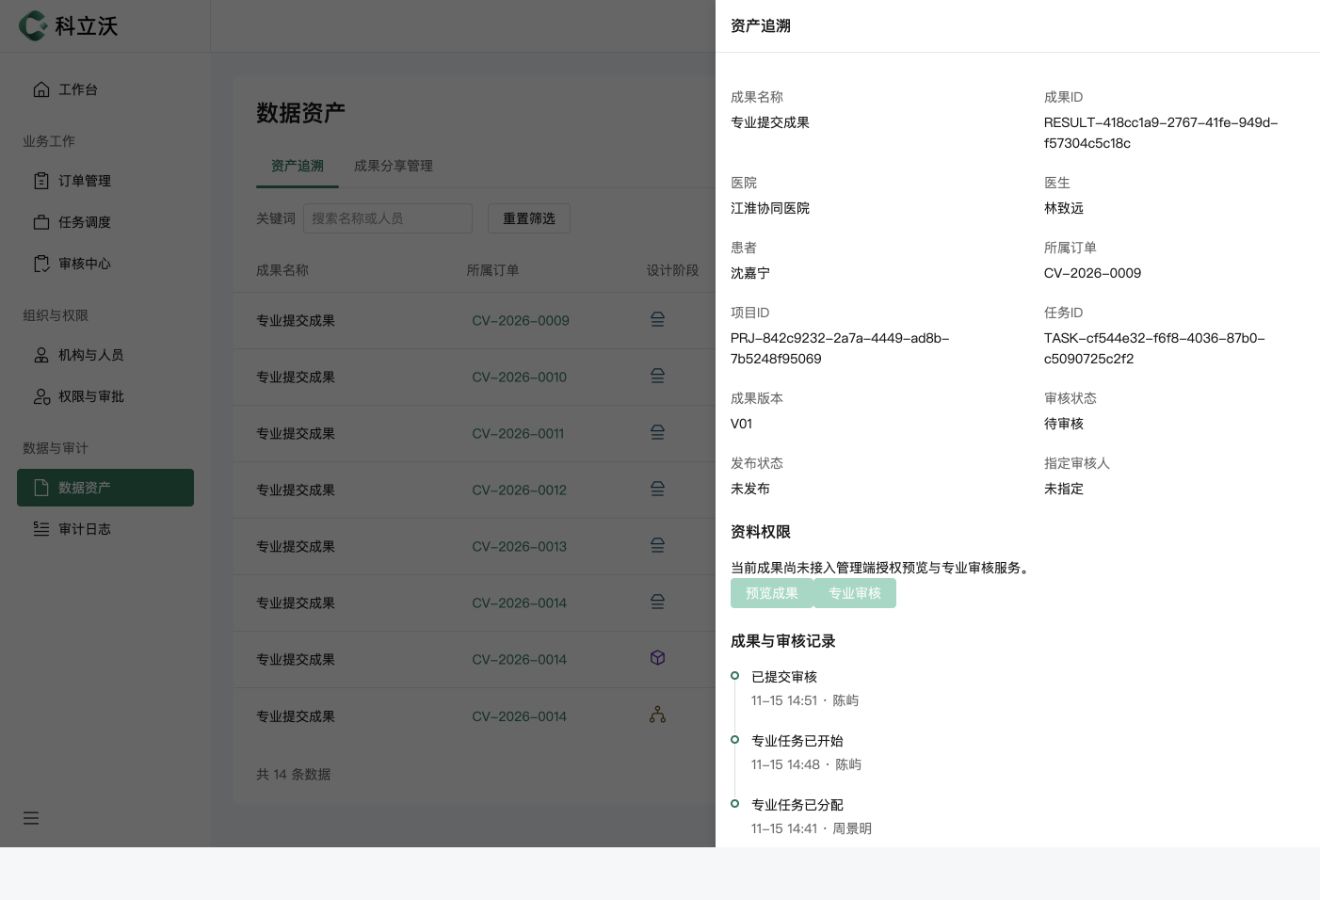 科立沃
工作台
业务工作
订单管理
任务调度
审核中心
组织与权限
机构与人员
权限与审批
数据与审计
数据资产
审计日志
数据资产
资产追溯 成果分享管理
关键词 搜索名称或人员 重置筛选
成果名称 所属订单 设计阶段
专业提交成果 CV-2026-0009
专业提交成果 CV-2026-0010
专业提交成果 CV-2026-0011
专业提交成果 CV-2026-0012
专业提交成果 CV-2026-0013
专业提交成果 CV-2026-0014
专业提交成果 CV-2026-0014
专业提交成果 CV-2026-0014
共 14 条数据
资产追溯
成果名称
专业提交成果
成果ID
RESULT-418cc1a9-2767-41fe-949d-
f57304c5c18c
医院
江淮协同医院
医生
林致远
患者
沈嘉宁
所属订单
CV-2026-0009
项目ID
PRJ-842c9232-2a7a-4449-ad8b-
7b5248f95069
任务ID
TASK-cf544e32-f6f8-4036-87b0-
c5090725c2f2
成果版本
V01
审核状态
待审核
发布状态
未发布
指定审核人
未指定
资料权限
当前成果尚未接入管理端授权预览与专业审核服务。
预览成果 专业审核
成果与审核记录
已提交审核
11-15 14:51 · 陈屿
专业任务已开始
11-15 14:48 · 陈屿
专业任务已分配
11-15 14:41 · 周景明